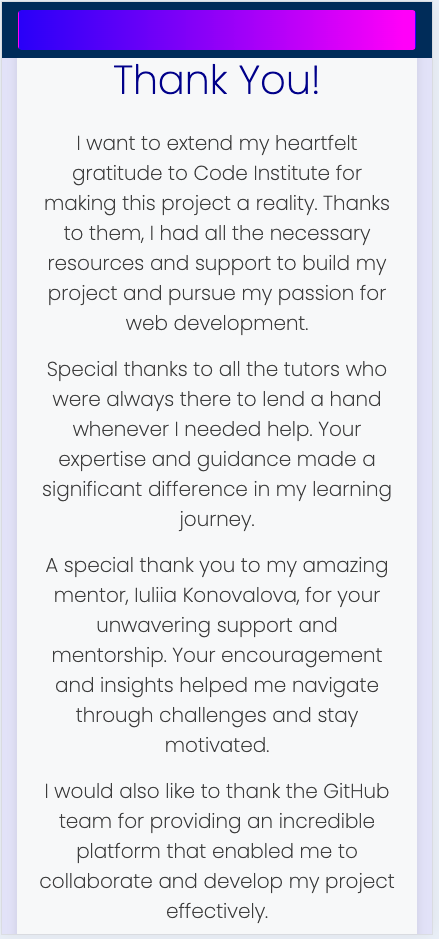 Thank You!
I want to extend my heartfelt
gratitude to Code Institute for
making this project a reality. Thanks
to them, I had all the necessary
resources and support to build my
project and pursue my passion for
web development.
Special thanks to all the tutors who
were always there to lend a hand
whenever I needed help. Your
expertise and guidance made a
significant difference in my learning
journey.
A special thank you to my amazing
mentor, Iuliia Konovalova, for your
unwavering support and
mentorship. Your encouragement
and insights helped me navigate
through challenges and stay
motivated.
I would also like to thank the GitHub
team for providing an incredible
platform that enabled me to
collaborate and develop my project
effectively.